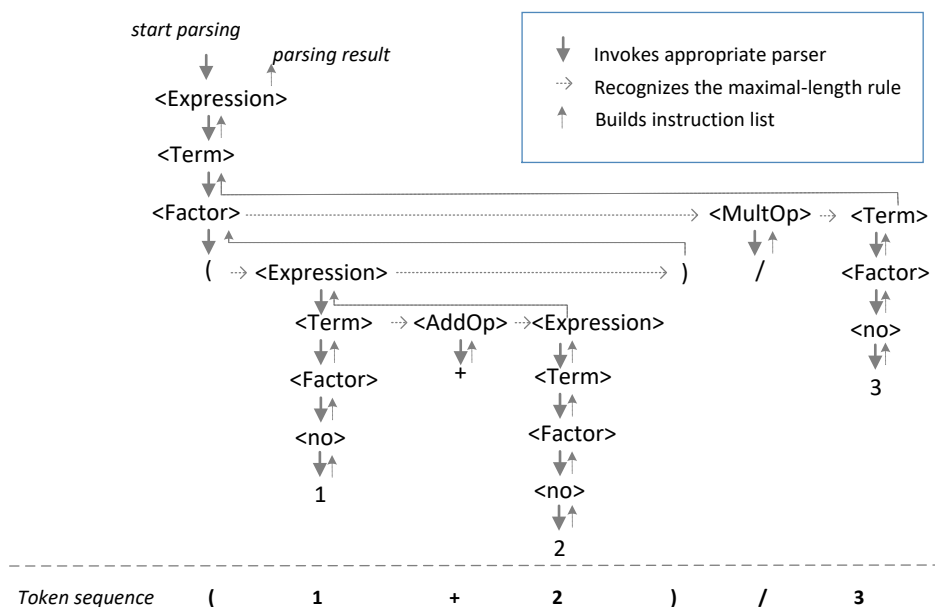 start parsing
parsing result
Invokes appropriate parser
Recognizes the maximal-length rule
Builds instruction list
<Expression>
<Term>
<Factor> <MultOp> <Term>
( <Expression> ) / <Factor>
<Term> <AddOp> <Expression> <no>
<Factor> + <Term> 3
<no> <Factor>
1 <no>
2
Token sequence ( 1 + 2 ) / 3